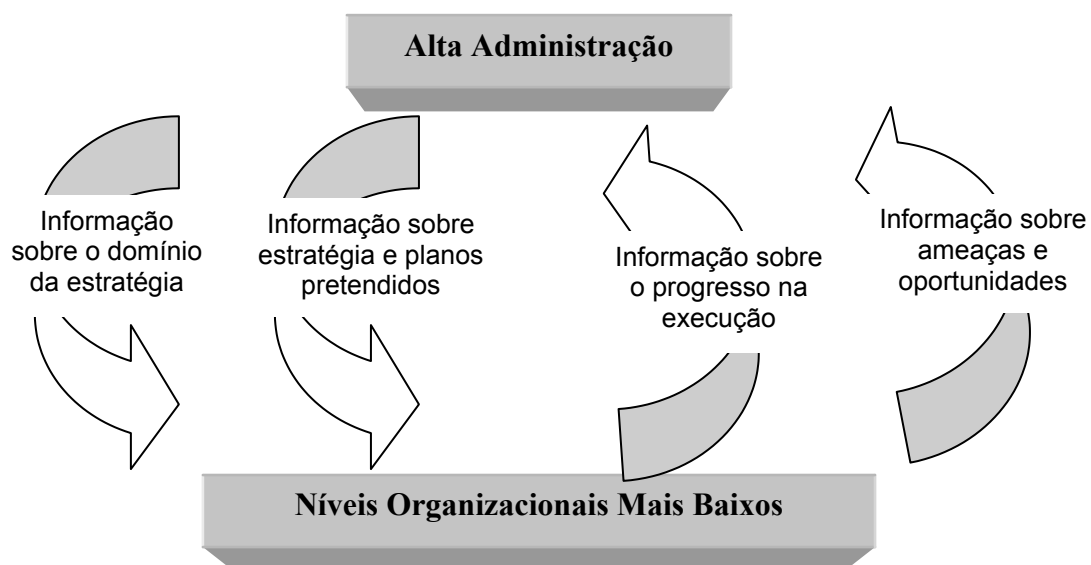 Alta Administração
Informação
sobre o domínio
da estratégia
Informação sobre
estratégia e planos
pretendidos
Informação sobre
o progresso na
execução
Informação sobre
ameaças e
oportunidades
Níveis Organizacionais Mais Baixos